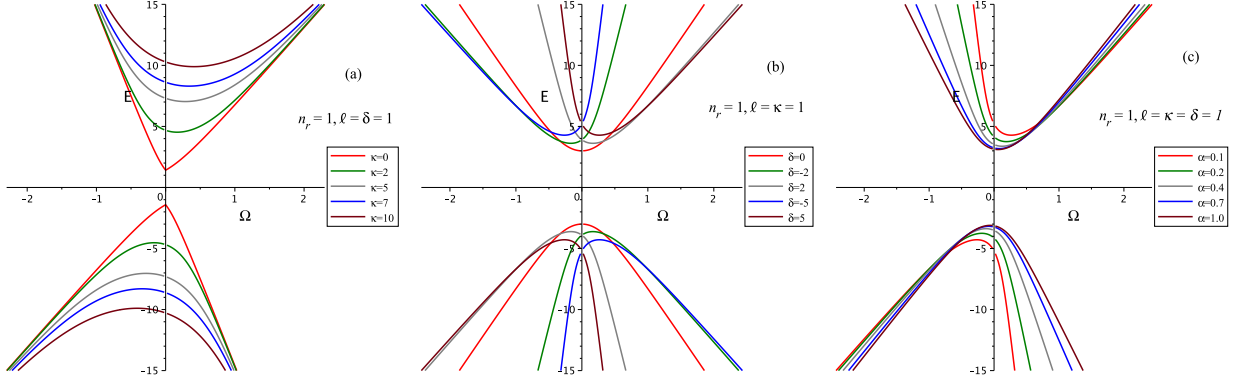 15
10
5
0
−5
−10
−15
−2
−1
1
2
E
Ω
(a)
n_r = 1, ℓ = δ = 1
κ=0
κ=2
κ=5
κ=7
κ=10
15
10
5
0
−5
−10
−15
−2
−1
1
2
E
Ω
(b)
n_r = 1, ℓ = κ = 1
δ=0
δ=-2
δ=2
δ=-5
δ=5
15
10
5
0
−5
−10
−15
−2
−1
1
2
E
Ω
(c)
n_r = 1, ℓ = κ = δ = 1
α=0.1
α=0.2
α=0.4
α=0.7
α=1.0